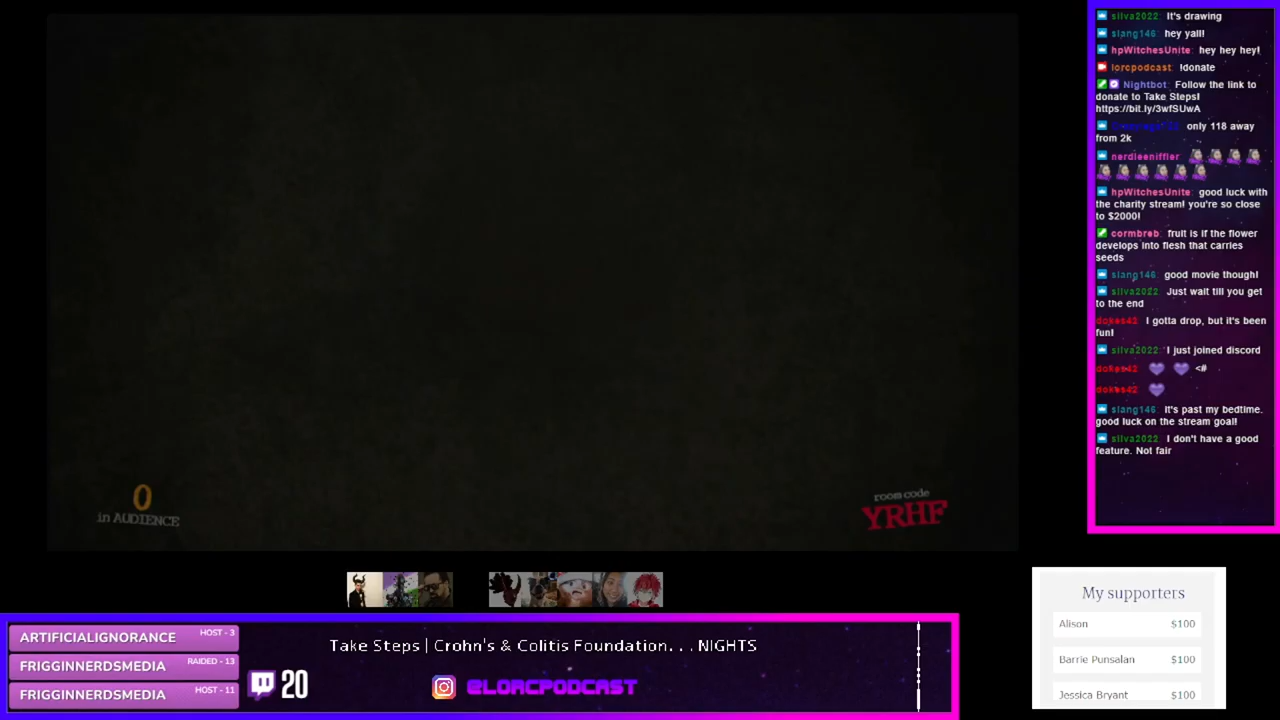 0
in AUDIENCE
room code
YRHF
silva2022: It's drawing
slang146: hey yall!
hpWitchesUnite: hey hey hey!
lorcpodcast: !donate
Nightbot: Follow the link to
donate to Take Steps!
https://bit.ly/3wfSUwA
only 118 away
from 2k
nerdieeniffler
hpWitchesUnite: good luck with
the charity stream! you're so close
to $2000!
cormbreb: fruit is if the flower
develops into flesh that carries
seeds
slang146: good movie though!
silva2022: Just wait till you get
to the end
dokes42: I gotta drop, but it's been
fun!
silva2022: I just joined discord
dokes42: <#
dokes42:
slang146: It's past my bedtime.
good luck on the stream goal!
silva2022: I don't have a good
feature. Not fair
ARTIFICIALIGNORANCE HOST - 3
FRIGGINNERDSMEDIA RAIDED - 13
FRIGGINNERDSMEDIA HOST - 11
20
Take Steps | Crohn's & Colitis Foundation. . . NIGHTS
@LORCPODCAST
My supporters
Alison $100
Barrie Punsalan $100
Jessica Bryant $100